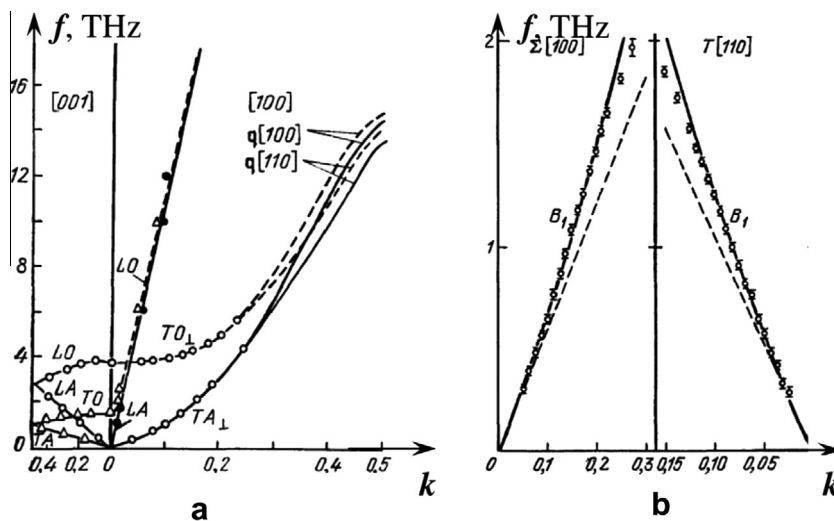 f, THz
16
12
8
4
0
[001]
[100]
q[100]
q[110]
LO
LO
LA
TO
TA
LA
TO⊥
TA⊥
0,4
0,2
0
0,2
0,4
0,5
k
a
f, THz
2
1
Σ[100]
T[110]
B₁
B₁
0
0,1
0,2
0,3
0,15
0,10
0,05
k
b